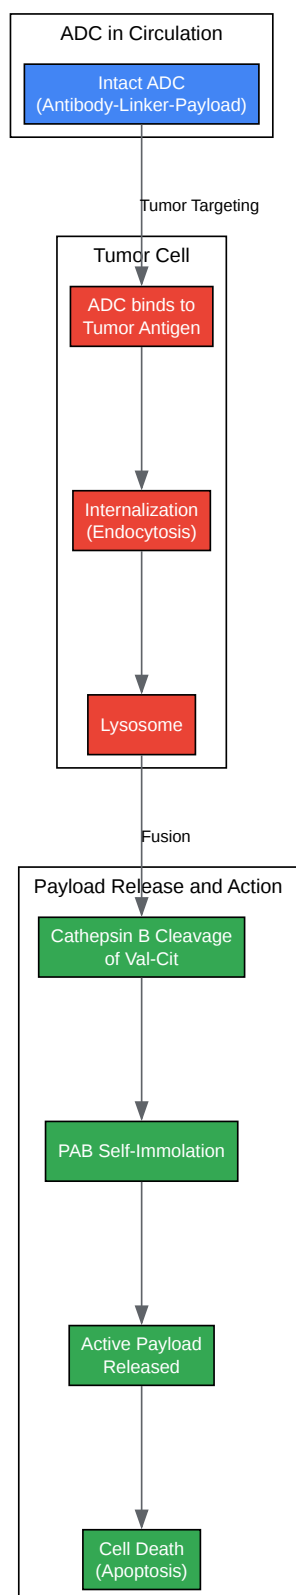 ADC in Circulation
Intact ADC
(Antibody-Linker-Payload)
Tumor Targeting
Tumor Cell
ADC binds to
Tumor Antigen
Internalization
(Endocytosis)
Lysosome
Fusion
Payload Release and Action
Cathepsin B Cleavage
of Val-Cit
PAB Self-Immolation
Active Payload
Released
Cell Death
(Apoptosis)